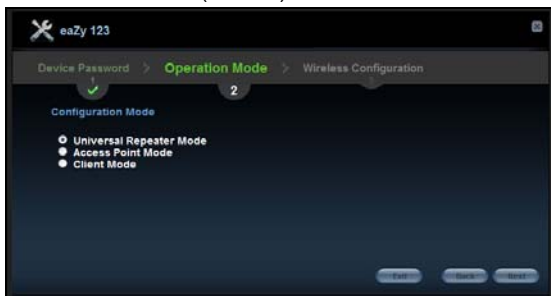 eaZy 123
Device Password > Operation Mode > Wireless Configuration
2
Configuration Mode
Universal Repeater Mode
Access Point Mode
Client Mode
Exit Back Next